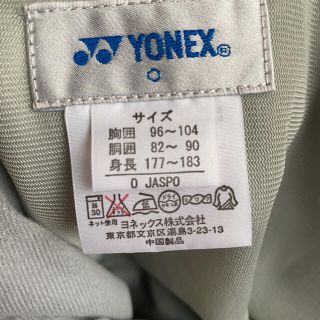 YONEX®
O
サイズ
胸囲 96～104
胴囲 82～ 90
身長 177～183
O JASPO
ネット使用
ヨネックス株式会社
東京都文京区湯島3-23-13
中国製品